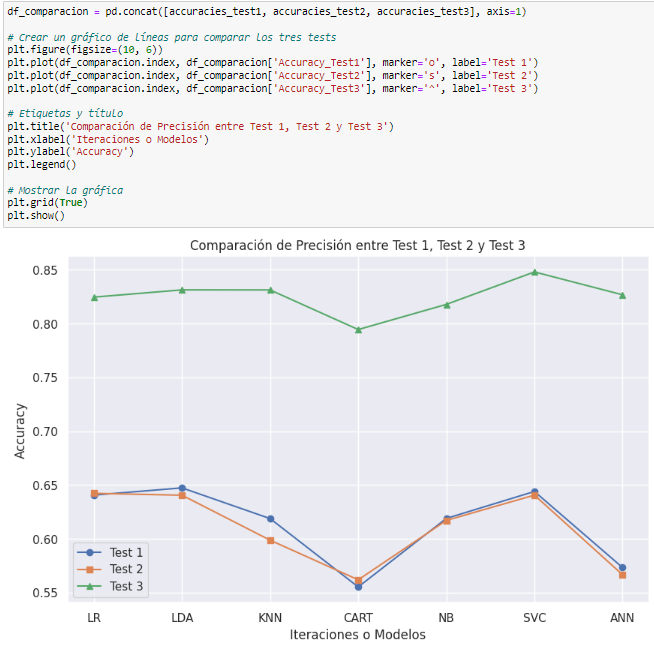 df_comparacion = pd.concat([accuracies_test1, accuracies_test2, accuracies_test3], axis=1)
# Crear un gráfico de líneas para comparar los tres tests
plt.figure(figsize=(10, 6))
plt.plot(df_comparacion.index, df_comparacion['Accuracy_Test1'], marker='o', label='Test 1')
plt.plot(df_comparacion.index, df_comparacion['Accuracy_Test2'], marker='s', label='Test 2')
plt.plot(df_comparacion.index, df_comparacion['Accuracy_Test3'], marker='^', label='Test 3')
# Etiquetas y título
plt.title('Comparación de Precisión entre Test 1, Test 2 y Test 3')
plt.xlabel('Iteraciones o Modelos')
plt.ylabel('Accuracy')
plt.legend()
# Mostrar la gráfica
plt.grid(True)
plt.show()
Comparación de Precisión entre Test 1, Test 2 y Test 3
0.85
0.80
0.75
0.70
0.65
0.60
0.55
Accuracy
Test 1
Test 2
Test 3
LR LDA KNN CART NB SVC ANN
Iteraciones o Modelos